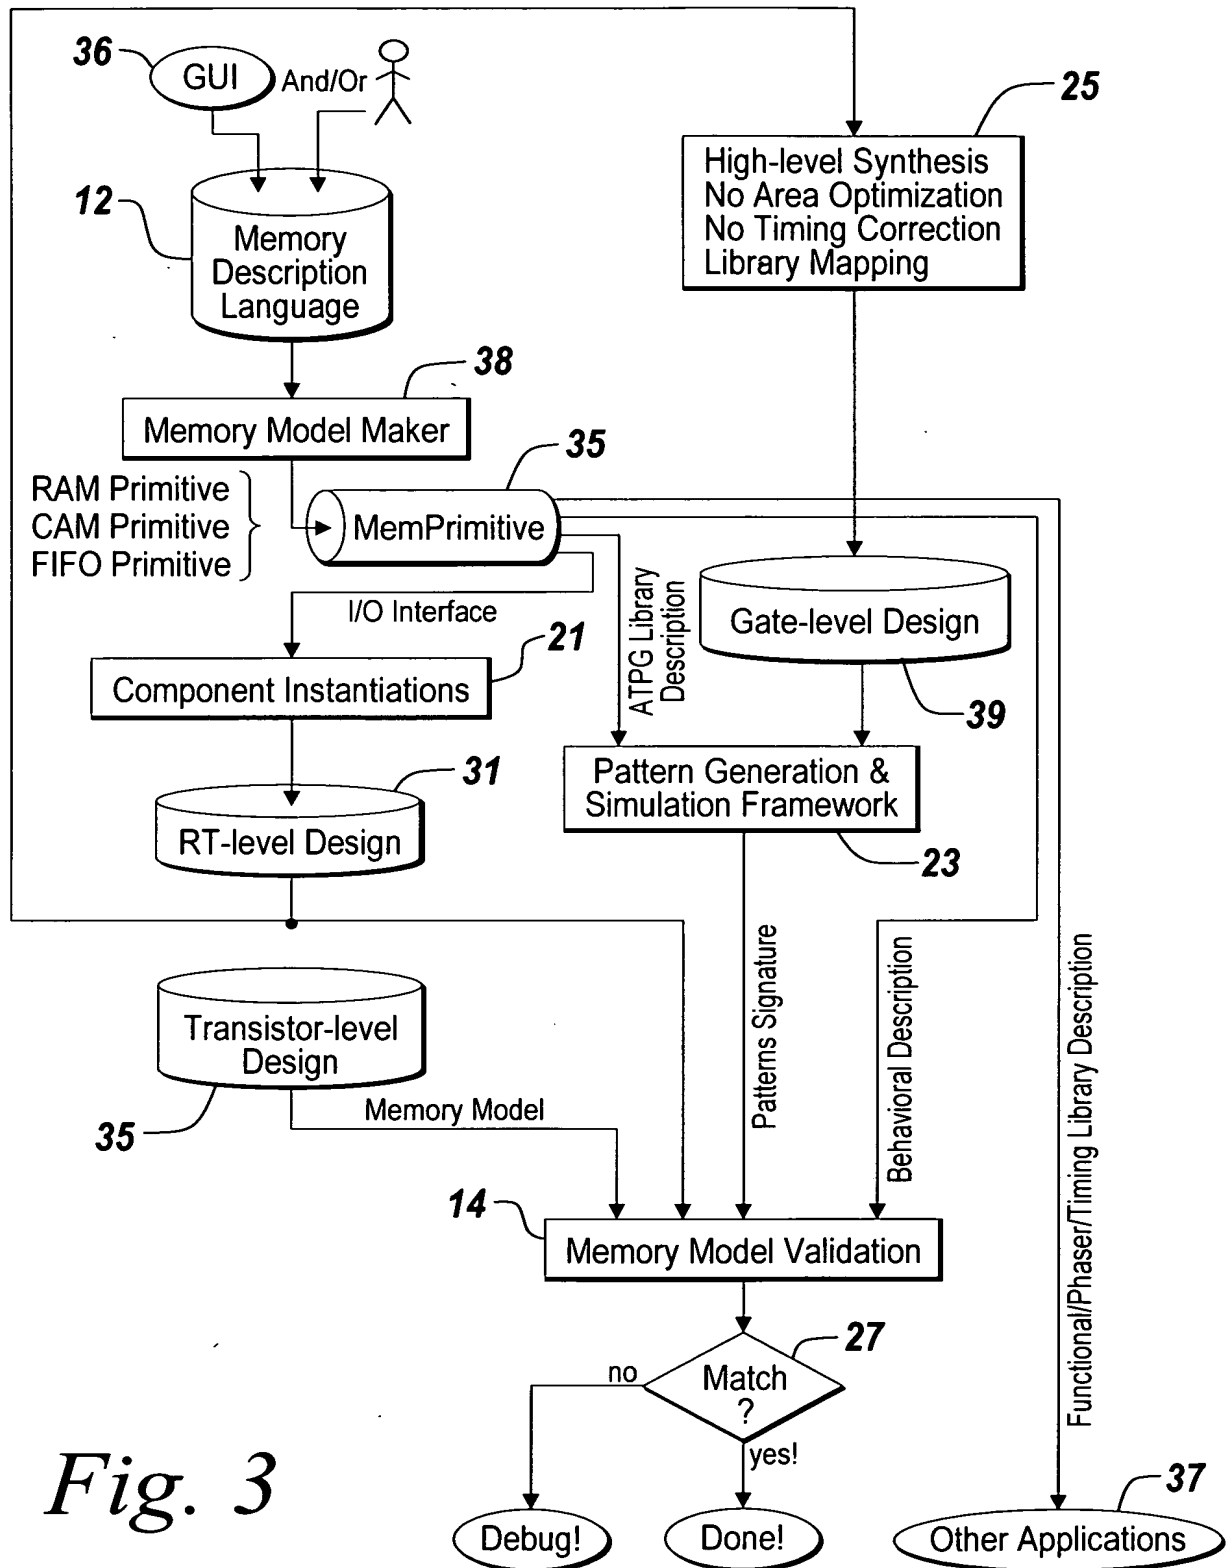 36
GUI
And/Or
25
High-level Synthesis
No Area Optimization
No Timing Correction
Library Mapping
12
Memory
Description
Language
38
Memory Model Maker
35
RAM Primitive
CAM Primitive
FIFO Primitive
MemPrimitive
I/O Interface
ATPG Library
Description
Gate-level Design
39
21
Component Instantiations
31
RT-level Design
Pattern Generation &
Simulation Framework
23
Transistor-level
Design
35
Memory Model
Patterns Signature
Behavioral Description
Functional/Phaser/Timing Library Description
14
Memory Model Validation
27
Match
?
no
yes!
Debug!
Done!
37
Other Applications
Fig. 3